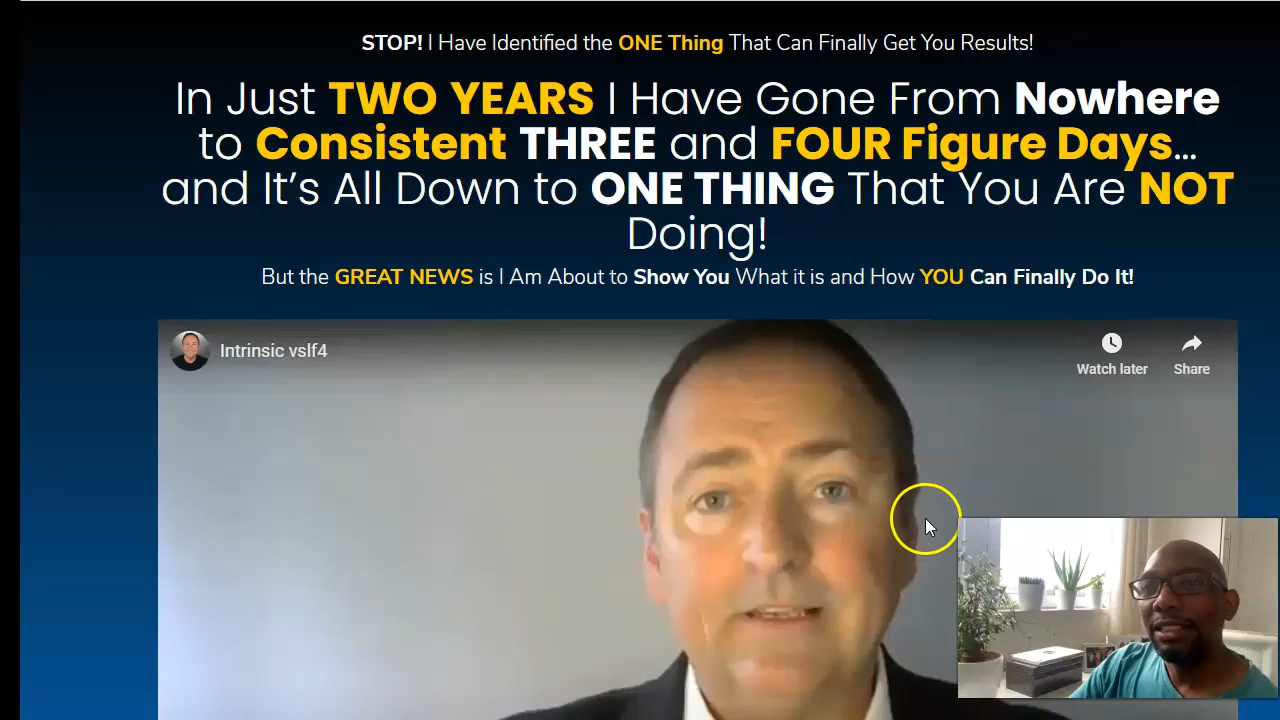 STOP! I Have Identified the ONE Thing That Can Finally Get You Results!
In Just TWO YEARS I Have Gone From Nowhere
to Consistent THREE and FOUR Figure Days...
and It’s All Down to ONE THING That You Are NOT
Doing!
But the GREAT NEWS is I Am About to Show You What it is and How YOU Can Finally Do It!
Intrinsic vslf4
Watch later
Share